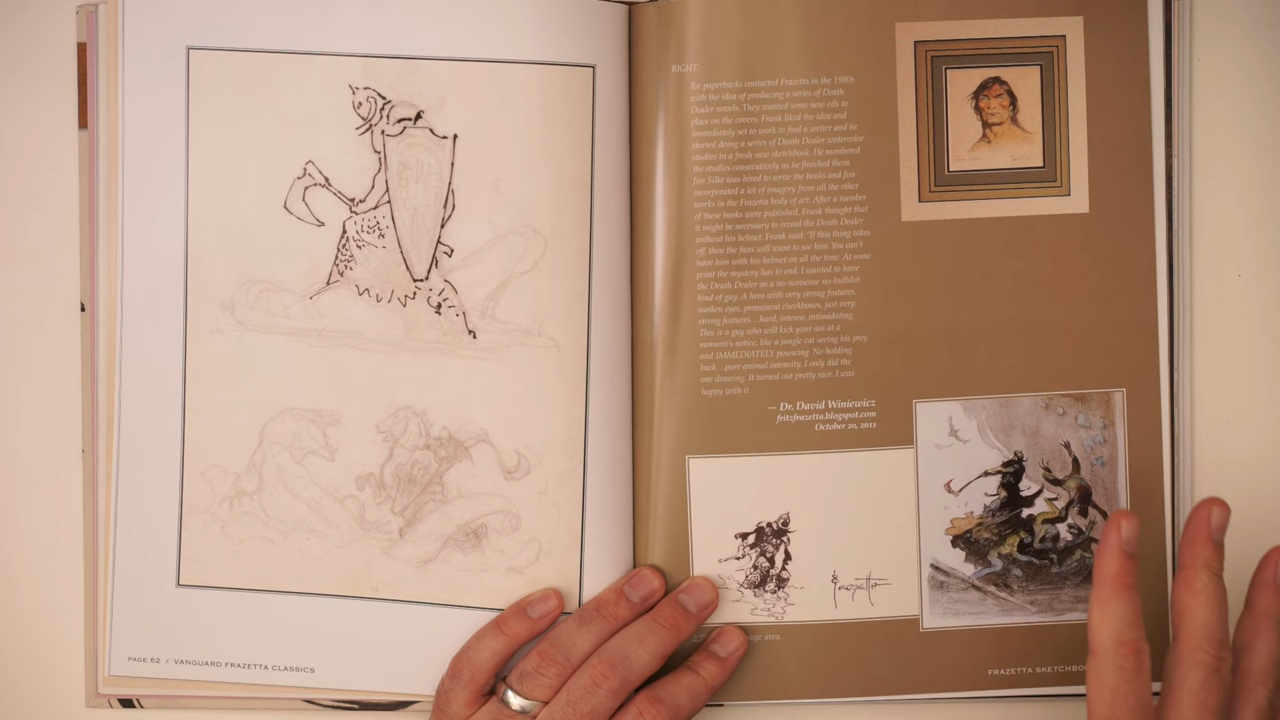 RIGHT:
Tor paperbacks contacted Frazetta in the 1980s
with the idea of producing a series of Death
Dealer novels. They wanted some new oils to
place on the covers. Frank liked the idea and
immediately set to work to find a writer and he
started doing a series of Death Dealer watercolor
studies in a fresh new sketchbook. He numbered
the studies consecutively as he finished them.
Jim Silke was hired to write the books and Jim
incorporated a lot of imagery from all the other
works in the Frazetta body of art. After a number
of these books were published, Frank thought that
it might be necessary to reveal the Death Dealer
without his helmet. Frank said: "If this thing takes
off, then the fans will want to see him. You can't
have him with his helmet on all the time. At some
point the mystery has to end. I wanted to have
the Death Dealer as a no-nonsense no-bullshit
kind of guy. A hero with very strong features,
sunken eyes, prominent cheekbones, just very
strong features...hard, intense, intimidating.
This is a guy who will kick your ass at a
moment's notice, like a jungle cat seeing his prey
and IMMEDIATELY pouncing. No holding
back...pure animal intensity. I only did the
one drawing. It turned out pretty nice. I was
happy with it.
— Dr. David Winiewicz
fritzfrazetta.blogspot.com
October 20, 2011
Frazetta
age area
PAGE 62 / VANGUARD FRAZETTA CLASSICS
FRAZETTA SKETCHBO